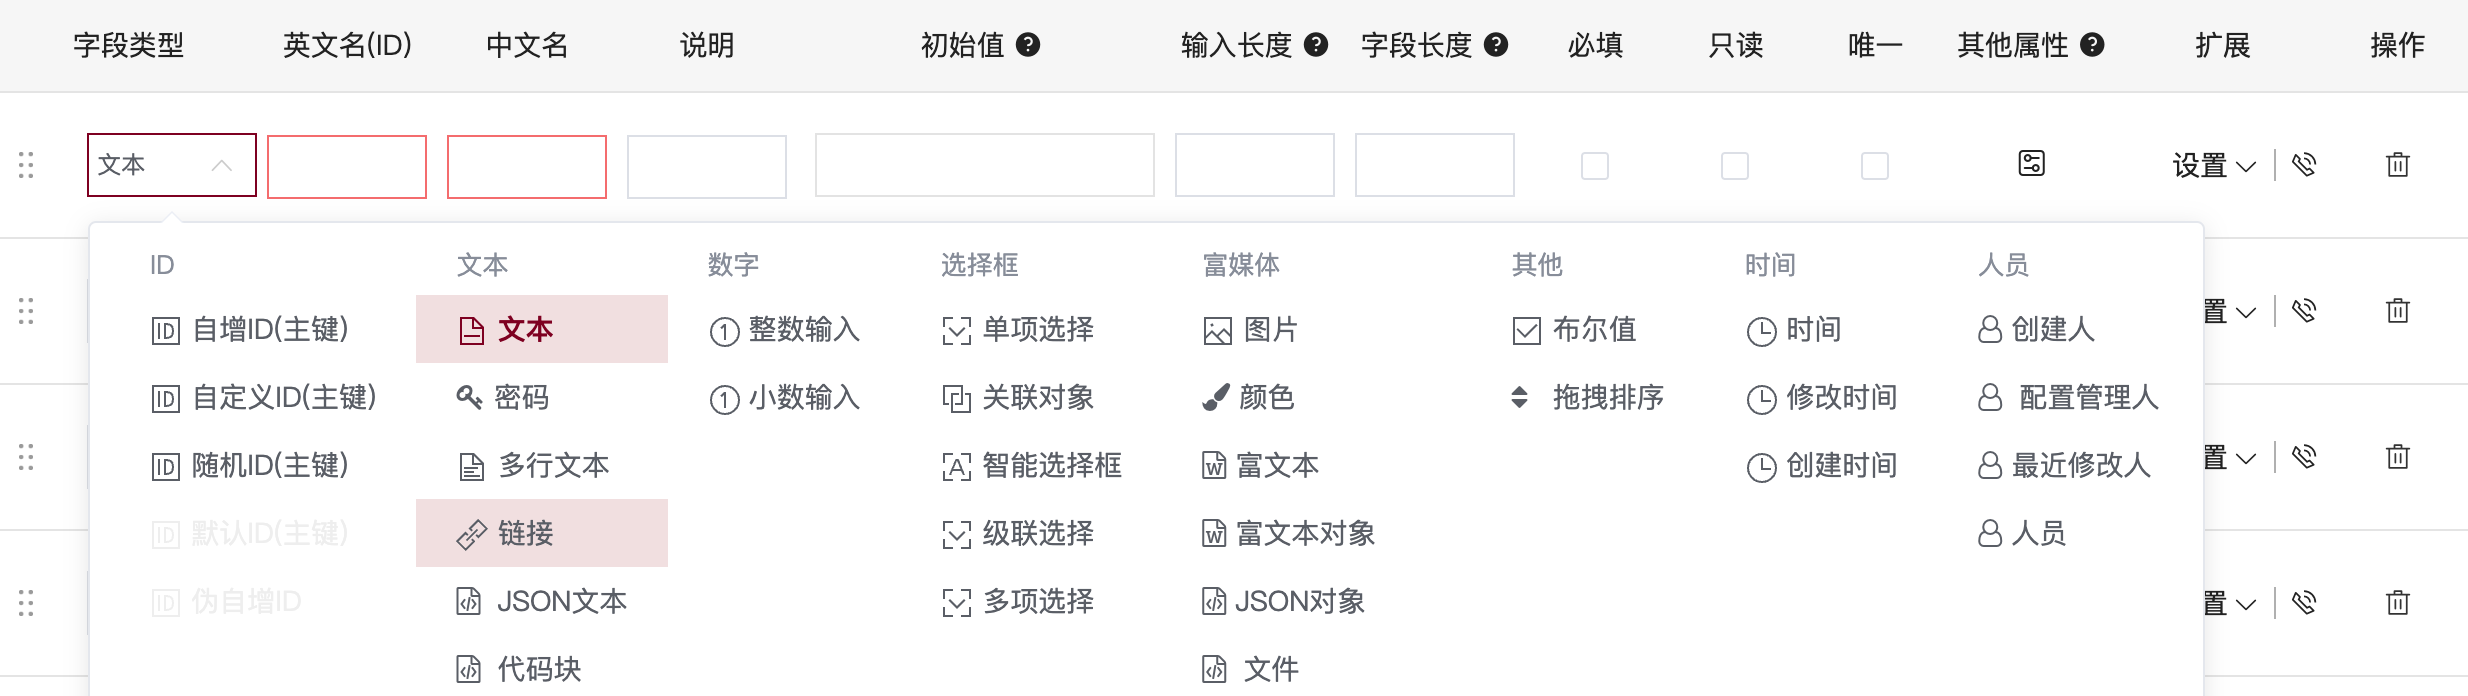 字段类型 英文名(ID) 中文名 说明 初始值 输入长度 字段长度 必填 只读 唯一 其他属性 扩展 操作
文本 设置
ID 文本 数字 选择框 富媒体 其他 时间 人员
自增ID(主键) 文本 整数输入 单项选择 图片 布尔值 时间 创建人 置
自定义ID(主键) 密码 小数输入 关联对象 颜色 拖拽排序 修改时间 配置管理人
随机ID(主键) 多行文本 智能选择框 富文本 创建时间 最近修改人 置
默认ID(主键) 链接 级联选择 富文本对象 人员
伪自增ID JSON文本 多项选择 JSON对象 置
代码块 文件